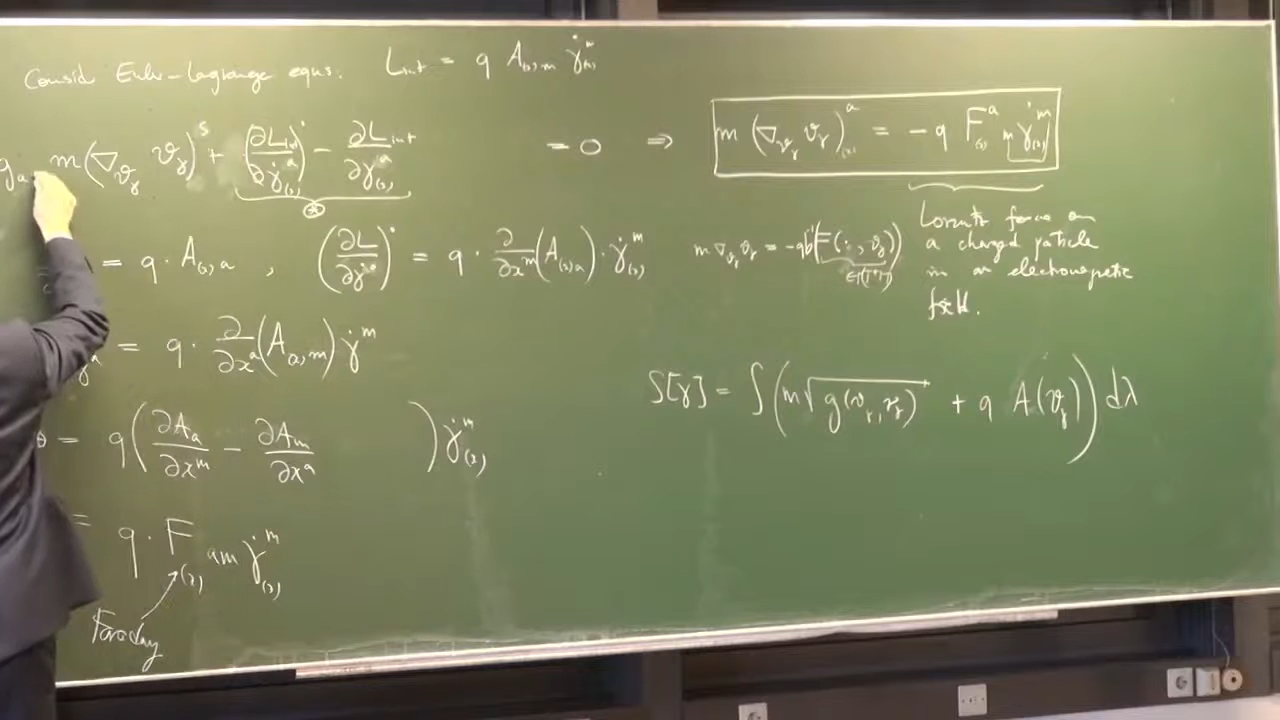 Consid Euler-Lagrange eqns. L_int = q A_(x),m γ̇^m_(x)
g_a m(∇_{v_γ} v_γ)^s + (∂L_int/∂γ̇^a_(x))˙ − ∂L_int/∂γ^a_(x) = 0 ⇒ m (∇_{v_γ} v_γ)^a_(x) = −q F^a_(x) m γ̇^m_(x)
⊛
= q · A_(x),a , (∂L/∂γ̇^a)˙ = q · ∂/∂x^m (A_(x),a) · γ̇^m_(x)
m∇_{v_γ} v_γ = −q
Lorentz force on
a charged particle
in an electromagnetic
field.
= q · ∂/∂x^a (A_(x),m) γ̇^m
S[γ] = ∫(m√g(v_γ, v_γ) + q A(v_γ)) dλ
= q(∂A_a/∂x^m − ∂A_m/∂x^a) γ̇^m_(x)
= q · F_(x) am γ̇^m_(x)
Faraday